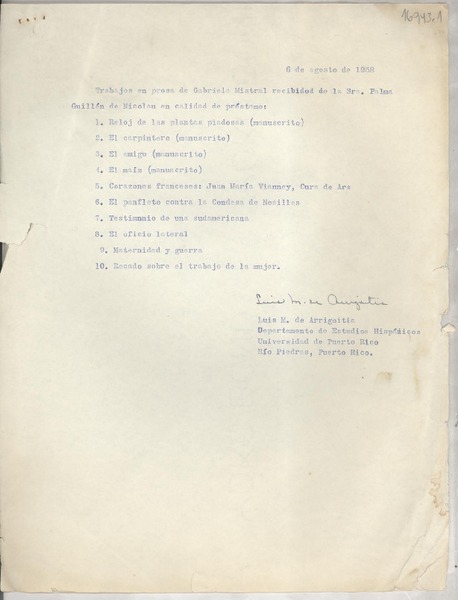 16943.1
6 de agosto de 1958
Trabajos en prosa de Gabriela Mistral recibidod de la Sra. Palma
Guillén de Nicolau en calidad de préstamo:
1. Reloj de las plantas piadosas (manuscrito)
2. El carpintero (manuscrito)
3. El amigo (manuscrito)
4. El maís (manuscrito)
5. Corazones franceses: Juan María Vianney, Cura de Ars
6. El panfleto contra la Condesa de Noailles
7. Testimonio de una sudamericana
8. El oficio lateral
9. Maternidad y guerra
10. Recado sobre el trabajo de la mujer.
Luis M. de Arrigoitia
Luis M. de Arrigoitia
Departamento de Estudios Hispánicos
Universidad de Puerto Rico
Río Piedras, Puerto Rico.